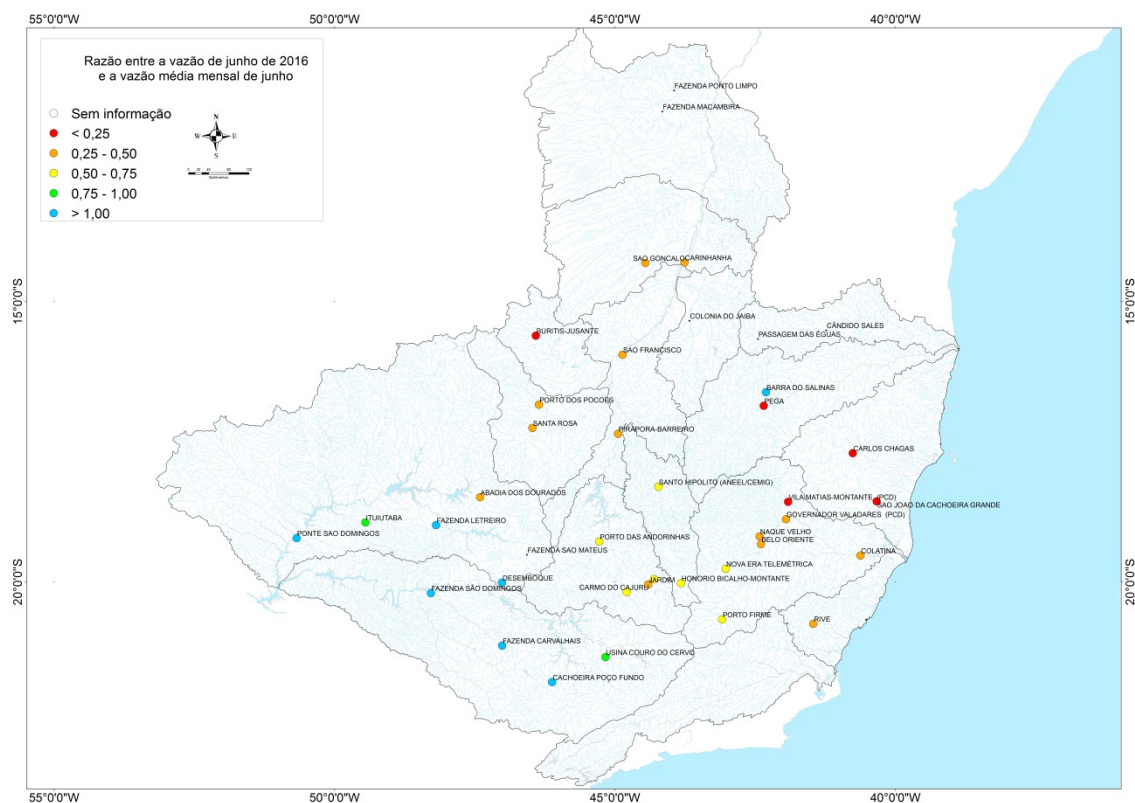 55°0'0"W 50°0'0"W 45°0'0"W 40°0'0"W
Razão entre a vazão de junho de 2016
e a vazão média mensal de junho
Sem informação
< 0,25
0,25 - 0,50
0,50 - 0,75
0,75 - 1,00
> 1,00
N
W E
S
FAZENDA PONTO LIMPO
FAZENDA MACAMBIRA
SAO GONCALO
CARINHANHA
15°0'0"S
15°0'0"S
COLONIA DO JAIBA
CÂNDIDO SALES
PASSAGEM DAS ÉGUAS
BURITIS-JUSANTE
SAO FRANCISCO
BARRA DO SALINAS
PEGA
PORTO DOS POCOES
SANTA ROSA
PIRAPORA-BARREIRO
CARLOS CHAGAS
SANTO HIPOLITO (ANEEL/CEMIG)
ABADIA DOS DOURADOS
VILA MATIAS-MONTANTE (PCD)
SAO JOAO DA CACHOEIRA GRANDE
GOVERNADOR VALADARES (PCD)
ITUIUTABA
FAZENDA LETREIRO
PONTE SAO DOMINGOS
NAQUE VELHO
BELO ORIENTE
PORTO DAS ANDORINHAS
COLATINA
FAZENDA SAO MATEUS
NOVA ERA TELEMÉTRICA
DESEMBOQUE
JARDIM
HONORIO BICALHO-MONTANTE
CARMO DO CAJURU
FAZENDA SÃO DOMINGOS
20°0'0"S
20°0'0"S
PORTO FIRME
RIVE
FAZENDA CARVALHAIS
USINA COURO DO CERVO
CACHOEIRA POÇO FUNDO
55°0'0"W 50°0'0"W 45°0'0"W 40°0'0"W